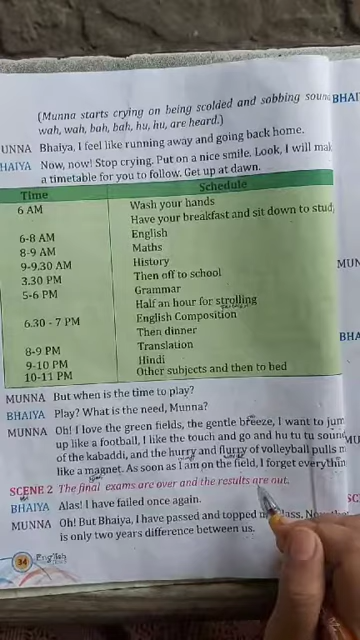 (Munna starts crying on being scolded and sobbing
wah, wah, bah, bah, hu, hu, are heard.)
UNNA Bhaiya, I feel like running away and going back home.
HAIYA Now, now! Stop crying. Put on a nice smile. Look, I will
a timetable for you to follow. Get up at dawn.
Time Schedule
6 AM Wash your hands
Have your breakfast and sit down to
6-8 AM English
8-9 AM Maths
9-9.30 AM History
3.30 PM Then off to school
5-6 PM Grammar
Half an hour for strolling
6.30 - 7 PM English Composition
Then dinner
8-9 PM Translation
9-10 PM Hindi
10-11 PM Other subjects and then to bed
MUNNA But when is the time to play?
BHAIYA Play? What is the need, Munna?
MUNNA Oh! I love the green fields, the gentle breeze, I want to
up like a football, I like the touch and go and hu tu tu
of the kabaddi, and the hurry and flurry of volleyball pulls
like a magnet. As soon as I am on the field, I forget
SCENE 2 The final exams are over and the results are out.
BHAIYA Alas! I have failed once again.
MUNNA Oh! But Bhaiya, I have passed and topped
is only two years difference between us.
34 English
BHAI
MUN
BHA
MU
SC